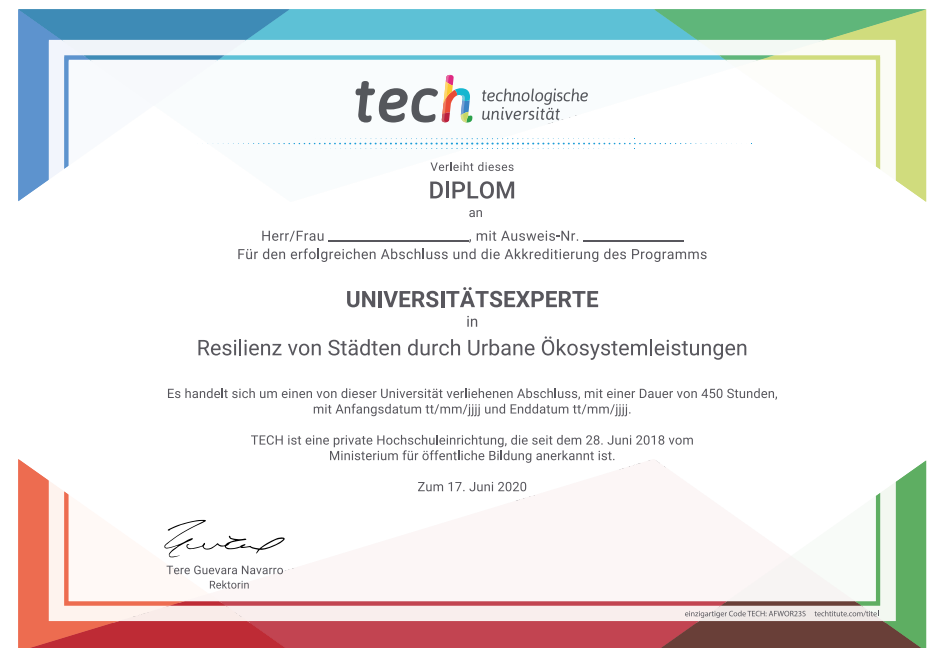 tech technologische
universität
Verleiht dieses
DIPLOM
an
Herr/Frau ____________, mit Ausweis-Nr. ____________
Für den erfolgreichen Abschluss und die Akkreditierung des Programms
UNIVERSITÄTSEXPERTE
in
Resilienz von Städten durch Urbane Ökosystemleistungen
Es handelt sich um einen von dieser Universität verliehenen Abschluss, mit einer Dauer von 450 Stunden,
mit Anfangsdatum tt/mm/jjjj und Enddatum tt/mm/jjjj.
TECH ist eine private Hochschuleinrichtung, die seit dem 28. Juni 2018 vom
Ministerium für öffentliche Bildung anerkannt ist.
Zum 17. Juni 2020
Tere Guevara Navarro
Rektorin
einzigartiger Code TECH: AFWOR23S techtitute.com/titel